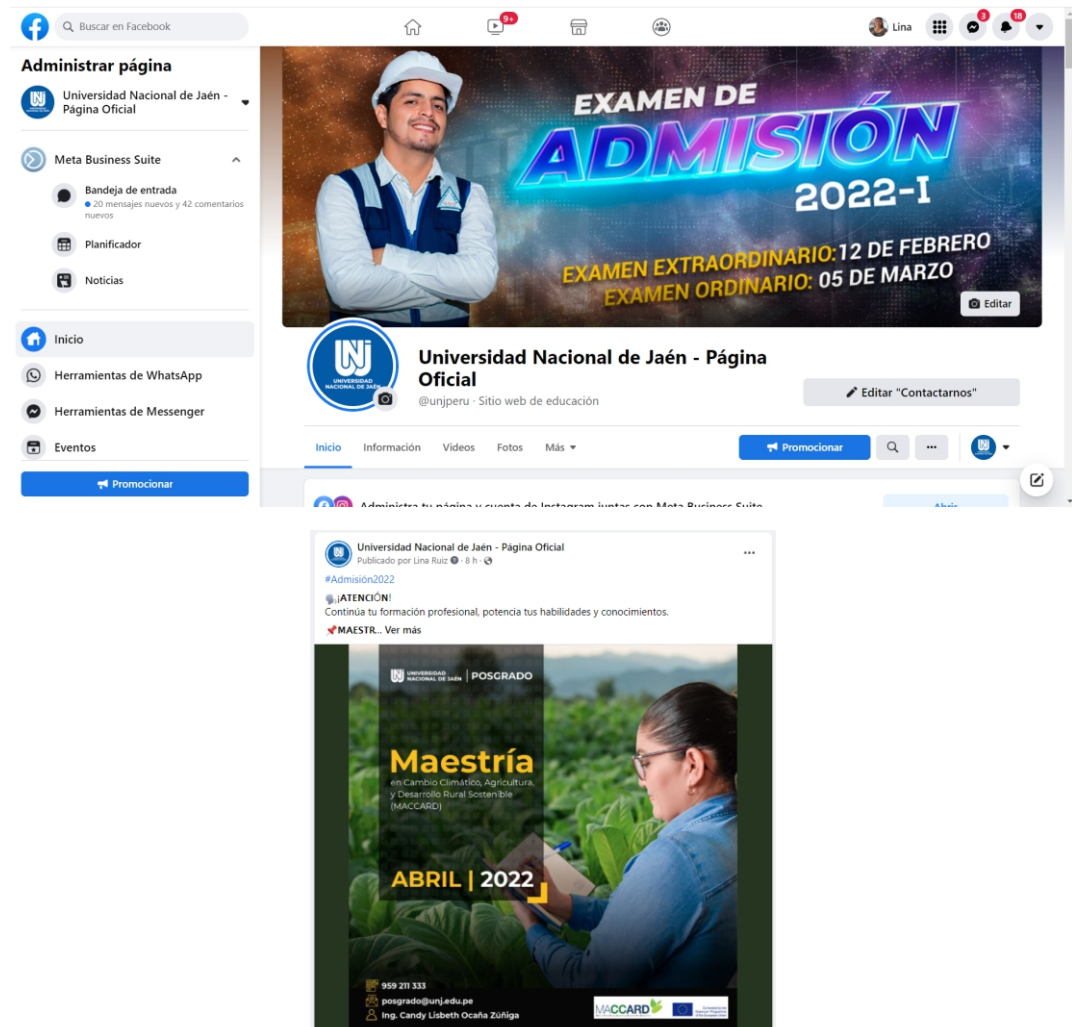 Buscar en Facebook
9+
Lina
3
18
Administrar página
Universidad Nacional de Jaén -
Página Oficial
Meta Business Suite
Bandeja de entrada
20 mensajes nuevos y 42 comentarios
nuevos
Planificador
Noticias
Inicio
Herramientas de WhatsApp
Herramientas de Messenger
Eventos
Promocionar
EXAMEN DE
ADMISIÓN
2022-I
EXAMEN EXTRAORDINARIO: 12 DE FEBRERO
EXAMEN ORDINARIO: 05 DE MARZO
Editar
UNJ
UNIVERSIDAD
NACIONAL DE JAÉN
Universidad Nacional de Jaén - Página
Oficial
@unjperu · Sitio web de educación
Editar "Contactarnos"
Inicio Información Videos Fotos Más
Promocionar
Administra tu página y cuenta de Instagram juntas con Meta Business Suite
Abrir
Universidad Nacional de Jaén - Página Oficial
Publicado por Lina Ruiz · 8 h ·
#Admisión2022
¡ATENCIÓN!
Continúa tu formación profesional, potencia tus habilidades y conocimientos.
MAESTR... Ver más
UNIVERSIDAD
NACIONAL DE JAÉN
POSGRADO
Maestría
en Cambio Climático, Agricultura,
y Desarrollo Rural Sostenible
(MACCARD)
ABRIL | 2022
959 211 333
posgrado@unj.edu.pe
Ing. Candy Lisbeth Ocaña Zúñiga
MACCARD